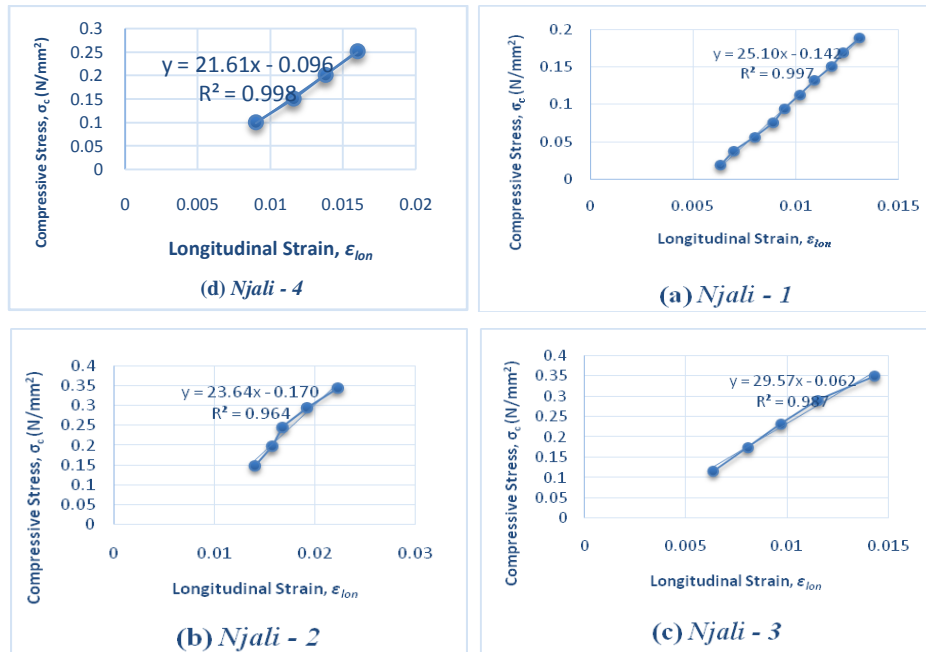 0.3
0.25
0.2
0.15
0.1
0.05
0
Compressive Stress, σc (N/mm²)
y = 21.61x - 0.096
R² = 0.998
0 0.005 0.01 0.015 0.02
Longitudinal Strain, εlon
(d) Njali - 4
0.2
0.15
0.1
0.05
0
Compressive Stress, σc (N/mm²)
y = 25.10x - 0.142
R² = 0.997
0 0.005 0.01 0.015
Longitudinal Strain, εlon
(a) Njali - 1
0.4
0.35
0.3
0.25
0.2
0.15
0.1
0.05
0
Compressive Stress, σc (N/mm²)
y = 23.64x - 0.170
R² = 0.964
0 0.01 0.02 0.03
Longitudinal Strain, εlon
(b) Njali - 2
0.4
0.35
0.3
0.25
0.2
0.15
0.1
0.05
0
Compressive Stress, σc (N/mm²)
y = 29.57x - 0.062
R² = 0.987
0 0.005 0.01 0.015
Longitudinal Strain, εlon
(c) Njali - 3